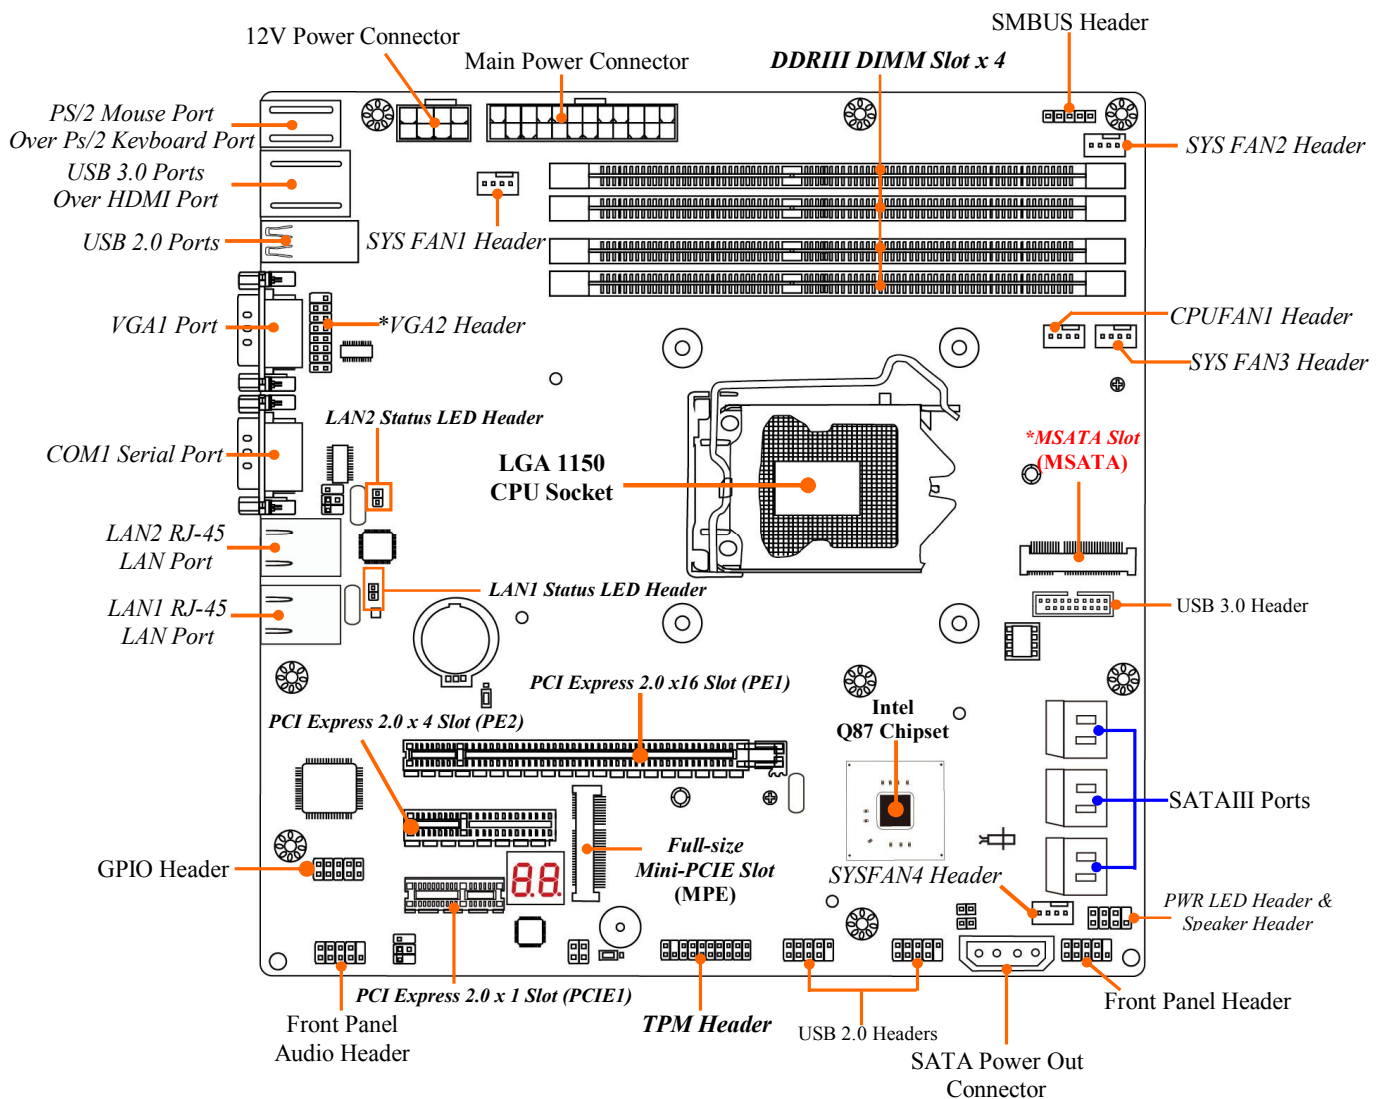 SMBUS Header
12V Power Connector
Main Power Connector
DDRIII DIMM Slot x 4
PS/2 Mouse Port
Over Ps/2 Keyboard Port
SYS FAN2 Header
USB 3.0 Ports
Over HDMI Port
USB 2.0 Ports
SYS FAN1 Header
VGA1 Port
*VGA2 Header
CPUFAN1 Header
SYS FAN3 Header
LAN2 Status LED Header
COM1 Serial Port
LGA 1150
CPU Socket
*MSATA Slot
(MSATA)
LAN2 RJ-45
LAN Port
LAN1 Status LED Header
LAN1 RJ-45
LAN Port
USB 3.0 Header
PCI Express 2.0 x16 Slot (PE1)
PCI Express 2.0 x 4 Slot (PE2)
Intel
Q87 Chipset
SATAIII Ports
Full-size
Mini-PCIE Slot
(MPE)
GPIO Header
8.8.
SYSFAN4 Header
PWR LED Header &
Speaker Header
PCI Express 2.0 x 1 Slot (PCIE1)
Front Panel
Audio Header
TPM Header
USB 2.0 Headers
Front Panel Header
SATA Power Out
Connector